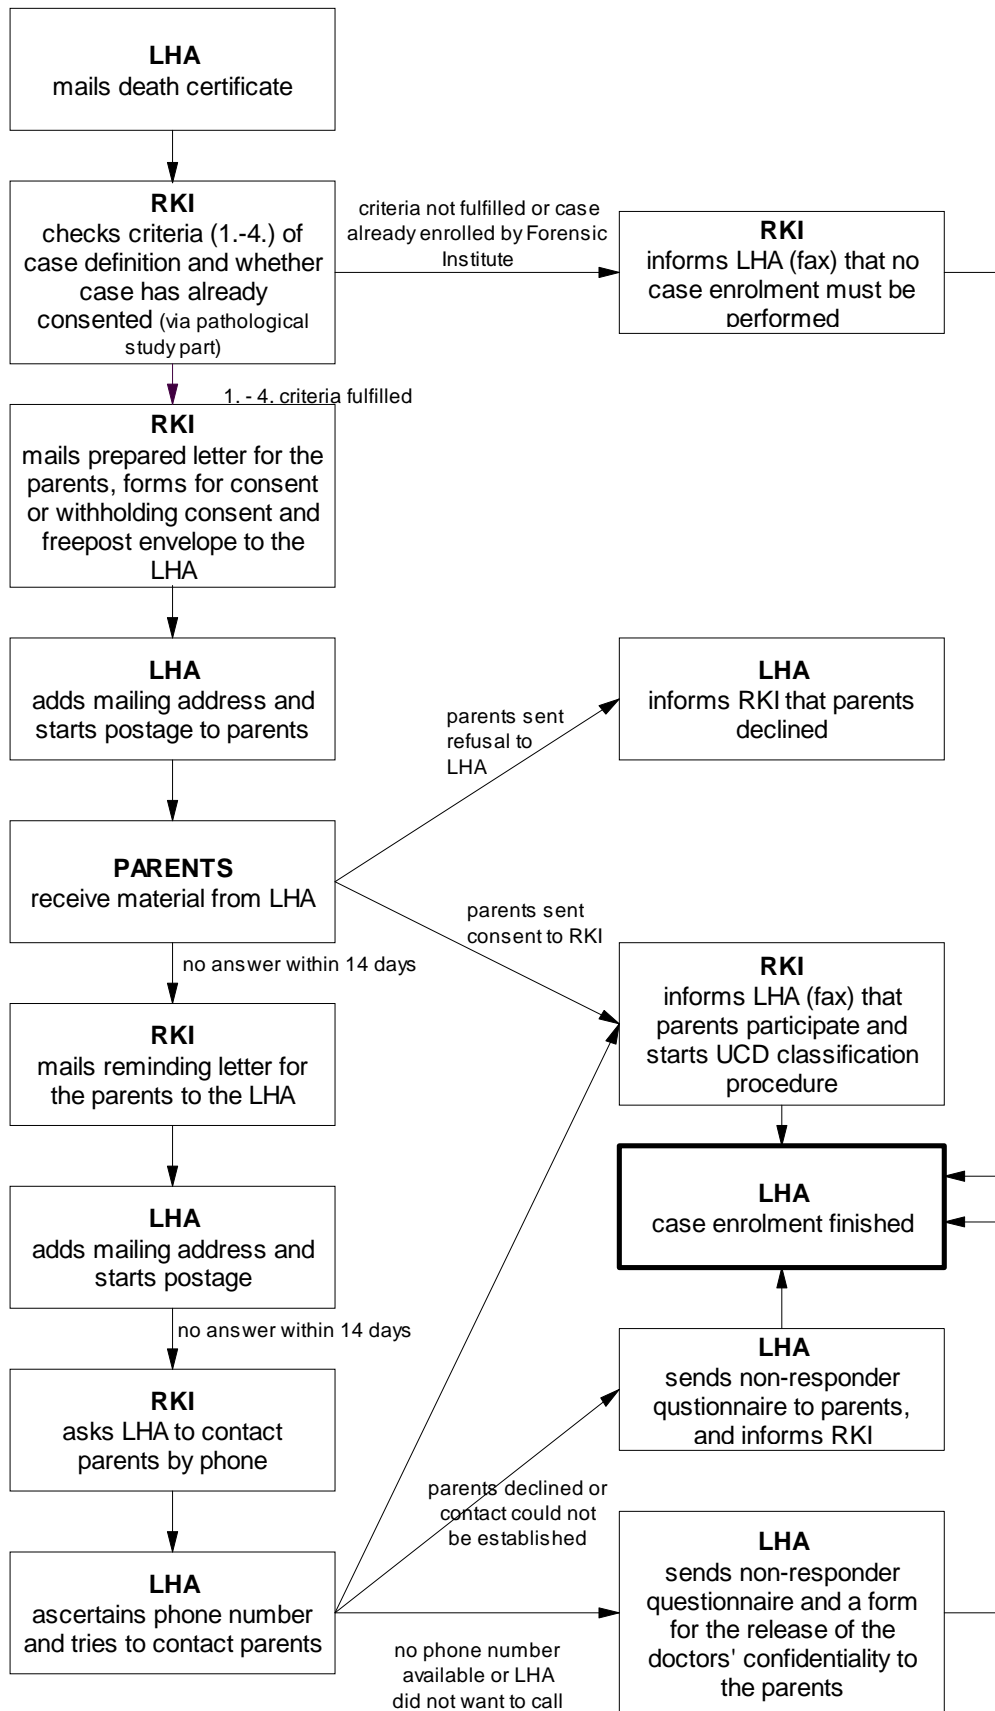 LHA
mails death certificate
RKI
checks criteria (1.-4.) of
case definition and whether
case has already
consented (via pathological
study part)
criteria not fulfilled or case
already enrolled by Forensic
Institute
RKI
informs LHA (fax) that no
case enrolment must be
performed
1. - 4. criteria fulfilled
RKI
mails prepared letter for the
parents, forms for consent
or withholding consent and
freepost envelope to the
LHA
LHA
adds mailing address and
starts postage to parents
parents sent
refusal to
LHA
LHA
informs RKI that parents
declined
PARENTS
receive material from LHA
parents sent
consent to RKI
no answer within 14 days
RKI
informs LHA (fax) that
parents participate and
starts UCD classification
procedure
RKI
mails reminding letter for
the parents to the LHA
LHA
case enrolment finished
LHA
adds mailing address and
starts postage
no answer within 14 days
LHA
sends non-responder
qustionnaire to parents,
and informs RKI
RKI
asks LHA to contact
parents by phone
parents declined or
contact could not
be established
LHA
ascertains phone number
and tries to contact parents
LHA
sends non-responder
questionnaire and a form
for the release of the
doctors' confidentiality to
the parents
no phone number
available or LHA
did not want to call